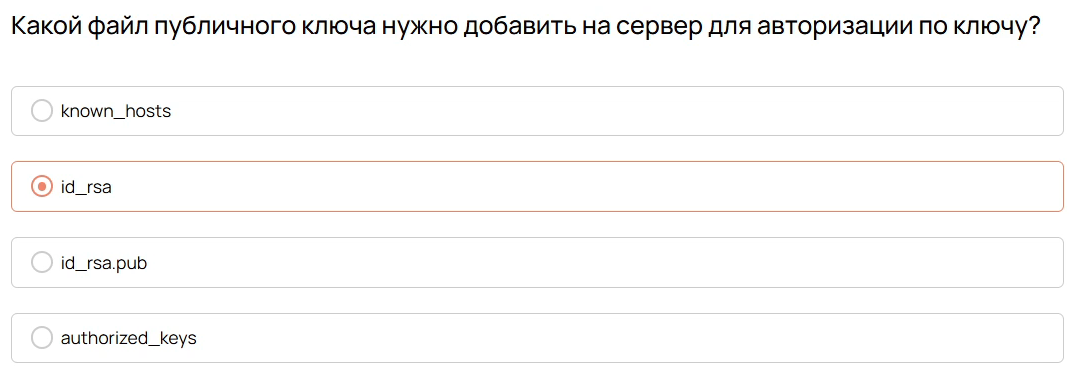 Какой файл публичного ключа нужно добавить на сервер для авторизации по ключу?
known_hosts
id_rsa
id_rsa.pub
authorized_keys